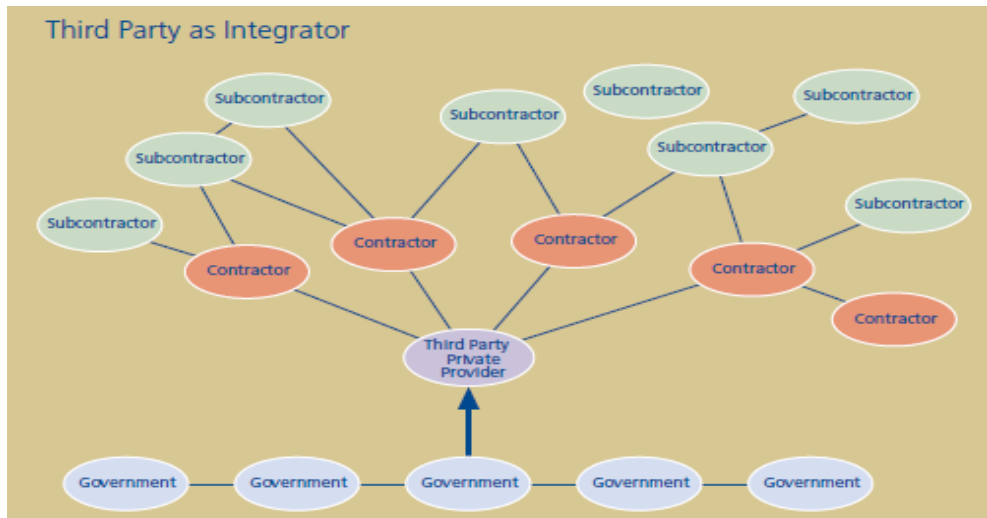 Third Party as Integrator
Subcontractor
Subcontractor
Subcontractor
Subcontractor
Subcontractor
Subcontractor
Subcontractor
Subcontractor
Contractor
Contractor
Contractor
Contractor
Contractor
Third Party
Private
Provider
Government
Government
Government
Government
Government